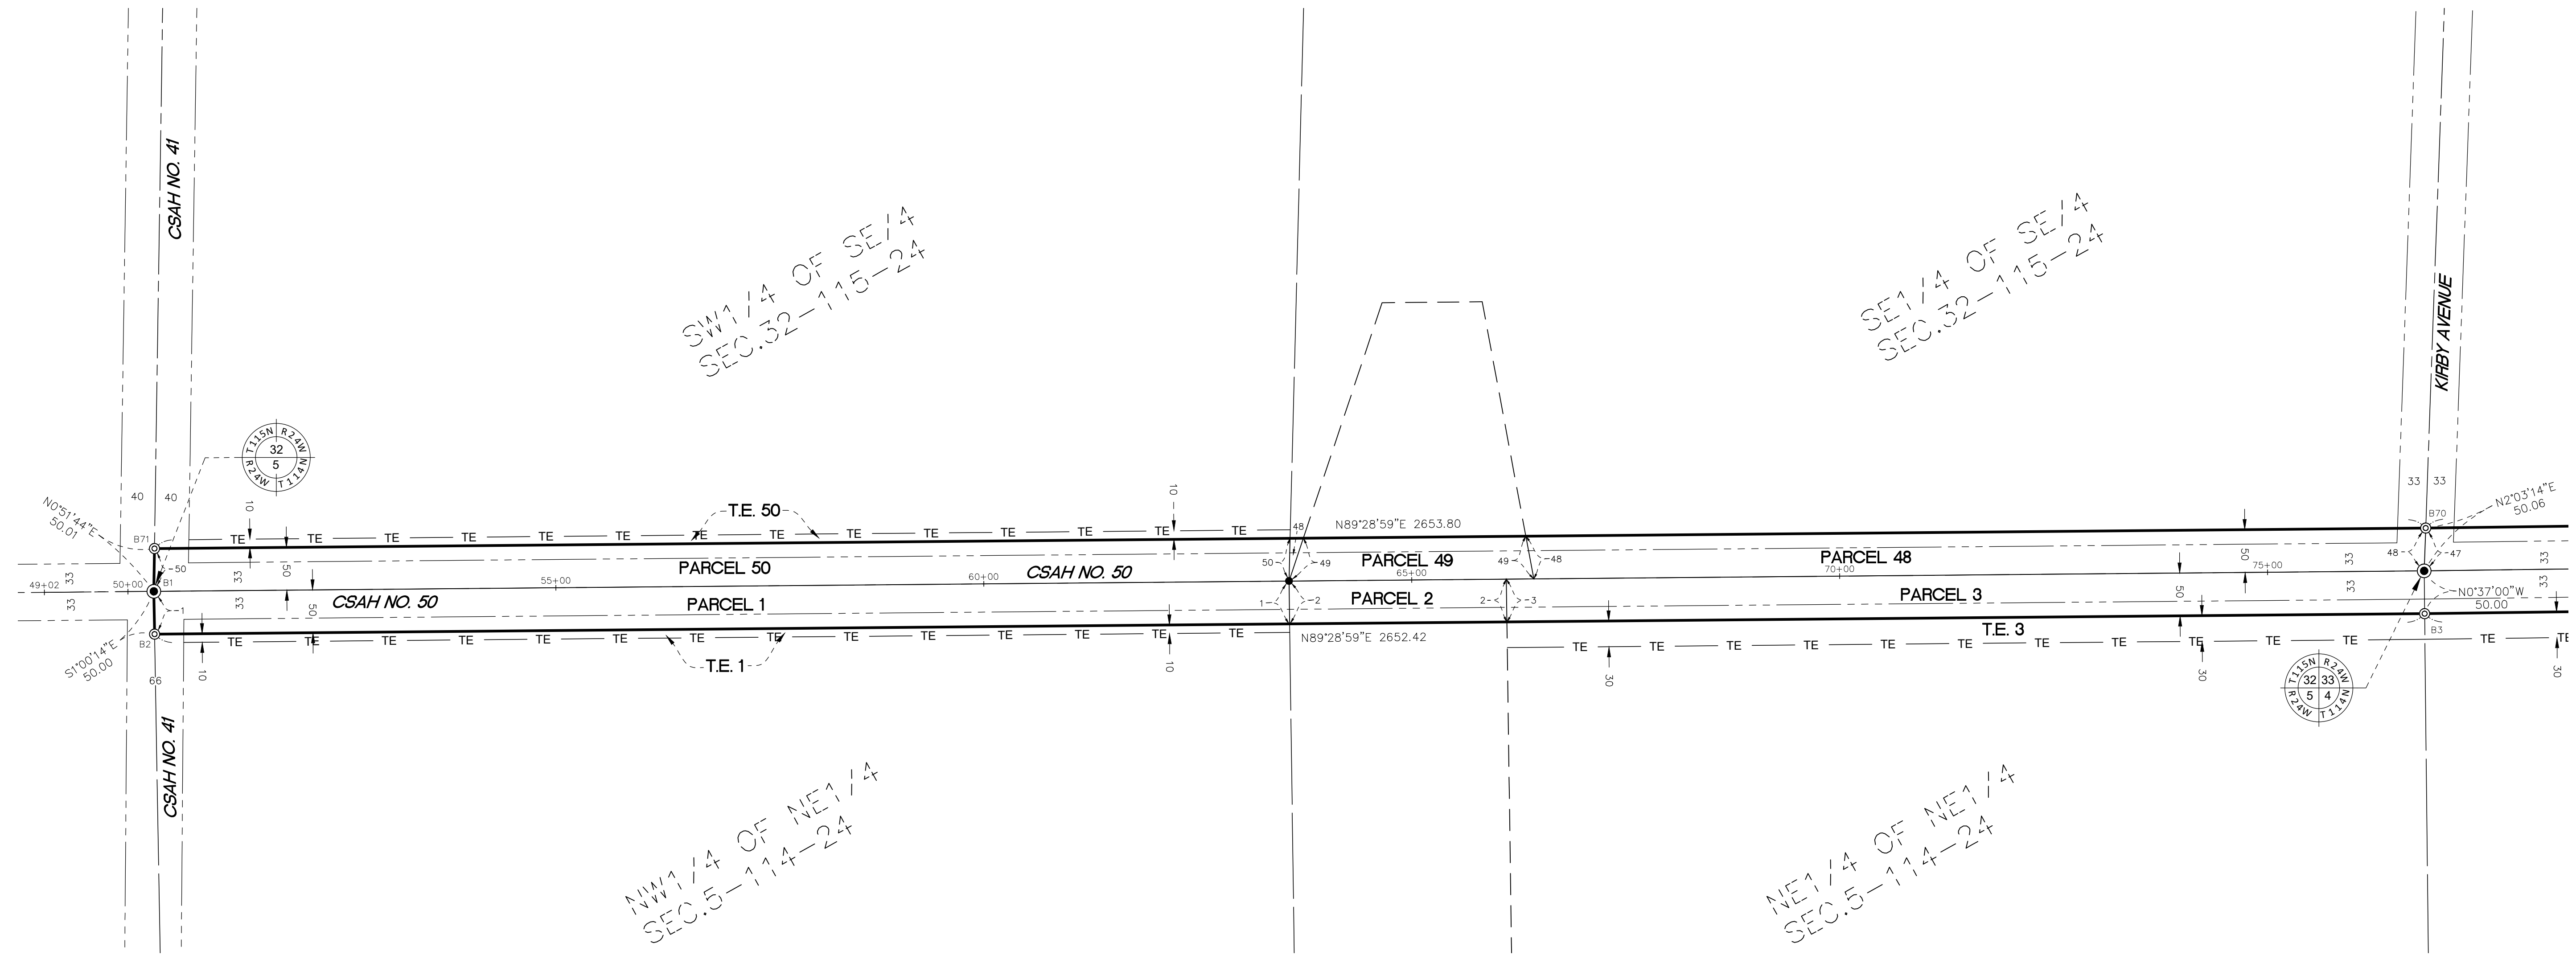 CSAH NO. 41
KIRBY AVENUE
SW1/4 OF SE/4
SEC.32-115-24
SE1/4 OF SE/4
SEC.32-115-24
T115N R24W
32
5
R24W T114N
40 40
33 33
N0°51'44"E
50.01
N2°03'14"E
50.06
10
10
T.E. 50
TE TE TE TE TE TE TE TE TE TE TE TE TE TE
48
N89°28'59"E 2653.80
B71
B70
50
49
49
48
48
47
50
PARCEL 50
PARCEL 49
PARCEL 48
CSAH NO. 50
33
33
33
33
50
50
49+02
50+00
55+00
60+00
65+00
70+00
75+00
B1
CSAH NO. 50
PARCEL 1
PARCEL 2
PARCEL 3
33
33
33
33
50
50
1
1
2
2
3
N0°37'00"W
50.00
S1°00'14"E
50.00
B2
B3
TE TE TE TE TE TE TE TE TE TE TE TE TE TE
N89°28'59"E 2652.42
T.E. 1
T.E. 3
TE TE TE TE TE TE TE TE TE TE TE TE TE
10
10
30
30
30
66
T115N R24W
32 33
5 4
R24W T114N
CSAH NO. 41
NW1/4 OF NE1/4
SEC.5-114-24
NE1/4 OF NE1/4
SEC.5-114-24